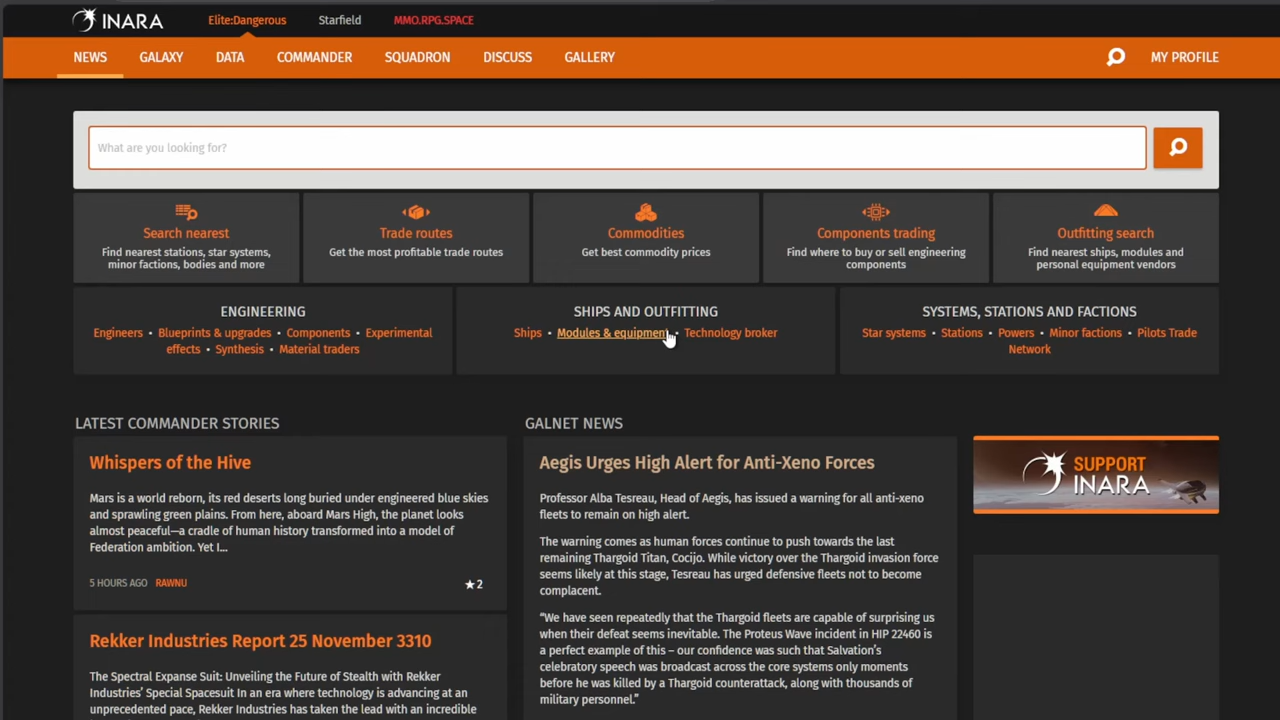 INARA Elite:Dangerous Starfield MMO.RPG.SPACE
NEWS GALAXY DATA COMMANDER SQUADRON DISCUSS GALLERY MY PROFILE
What are you looking for?
Search nearest
Find nearest stations, star systems,
minor factions, bodies and more
Trade routes
Get the most profitable trade routes
Commodities
Get best commodity prices
Components trading
Find where to buy or sell engineering
components
Outfitting search
Find nearest ships, modules and
personal equipment vendors
ENGINEERING
Engineers • Blueprints & upgrades • Components • Experimental
effects • Synthesis • Material traders
SHIPS AND OUTFITTING
Ships • Modules & equipment • Technology broker
SYSTEMS, STATIONS AND FACTIONS
Star systems • Stations • Powers • Minor factions • Pilots Trade
Network
LATEST COMMANDER STORIES
Whispers of the Hive
Mars is a world reborn, its red deserts long buried under engineered blue skies
and sprawling green plains. From here, aboard Mars High, the planet looks
almost peaceful—a cradle of human history transformed into a model of
Federation ambition. Yet I...
5 HOURS AGO RAWNU ★2
Rekker Industries Report 25 November 3310
The Spectral Expanse Suit: Unveiling the Future of Stealth with Rekker
Industries' Special Spacesuit In an era where technology is advancing at an
unprecedented pace, Rekker Industries has taken the lead with an incredible
GALNET NEWS
Aegis Urges High Alert for Anti-Xeno Forces
Professor Alba Tesreau, Head of Aegis, has issued a warning for all anti-xeno
fleets to remain on high alert.
The warning comes as human forces continue to push towards the last
remaining Thargoid Titan, Cocijo. While victory over the Thargoid invasion force
seems likely at this stage, Tesreau has urged defensive fleets not to become
complacent.
“We have seen repeatedly that the Thargoid fleets are capable of surprising us
when their defeat seems inevitable. The Proteus Wave incident in HIP 22460 is
a perfect example of this – our confidence was such that Salvation’s
celebratory speech was broadcast across the core systems only moments
before he was killed by a Thargoid counterattack, along with thousands of
military personnel.”
SUPPORT
INARA